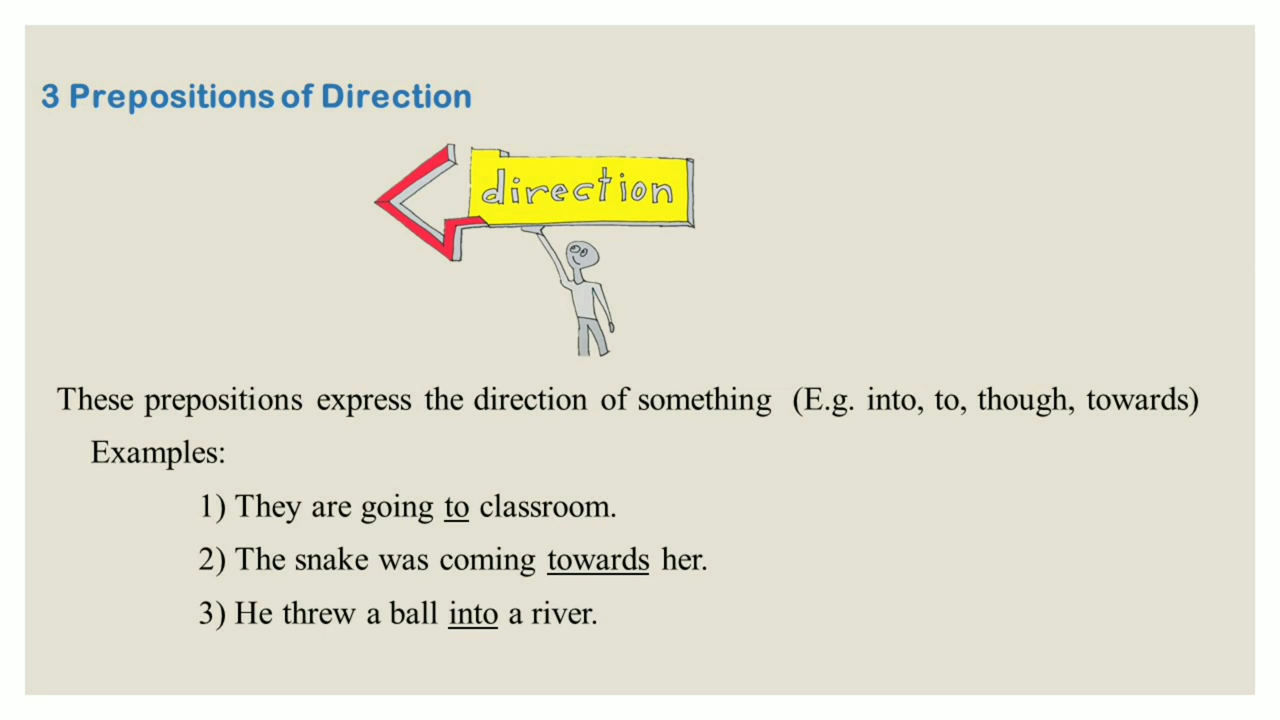 3 Prepositions of Direction
direction
These prepositions express the direction of something (E.g. into, to, though, towards)
Examples:
1) They are going to classroom.
2) The snake was coming towards her.
3) He threw a ball into a river.